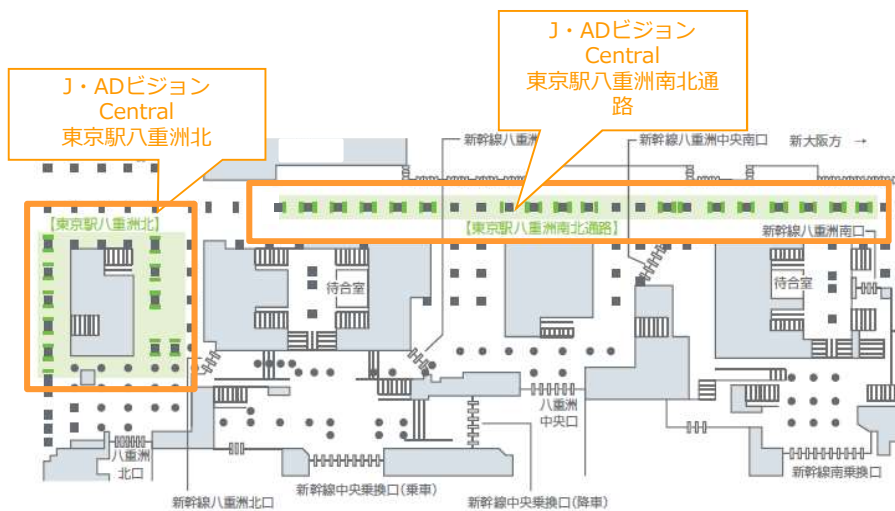 J・ADビジョン
Central
東京駅八重洲南北通
路
J・ADビジョン
Central
東京駅八重洲北
新幹線八重洲
新幹線八重洲中央南口
新大阪方 →
【東京駅八重洲北】
【東京駅八重洲南北通路】
新幹線八重洲南口
待合室
待合室
八重洲
中央口
八重洲
北口
新幹線八重洲北口
新幹線中央乗換口(乗車)
新幹線中央乗換口(降車)
新幹線南乗換口